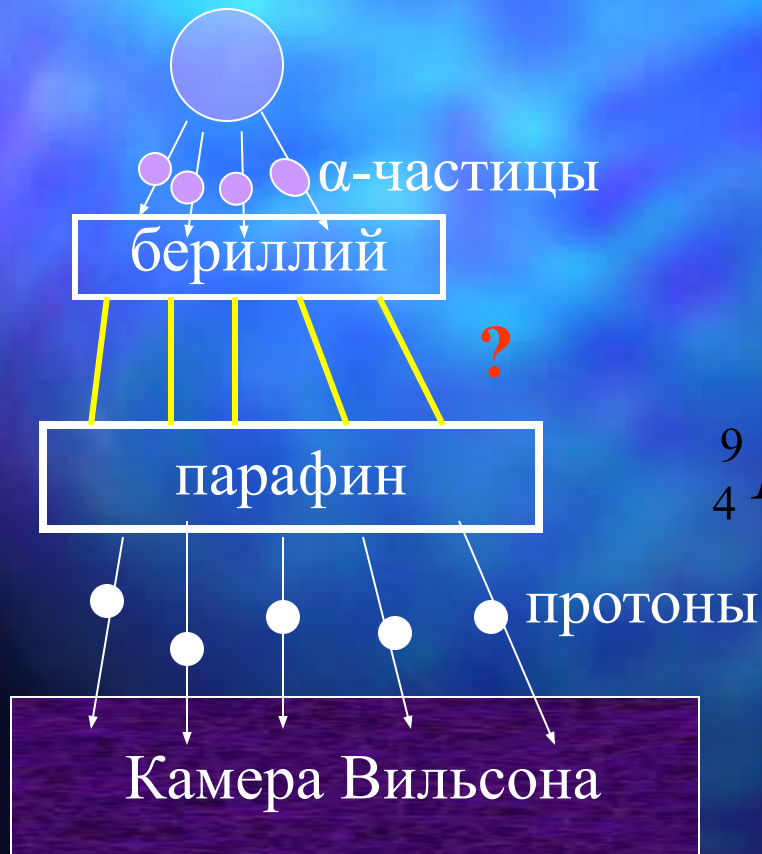 α-частицы
бериллий
?
парафин
9
4
протоны
Камера Вильсона